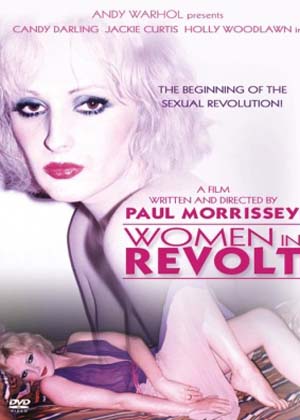 ANDY WARHOL presents
CANDY DARLING JACKIE CURTIS HOLLY WOODLAWN in
THE BEGINNING OF THE
SEXUAL REVOLUTION!
A FILM
WRITTEN AND DIRECTED BY
PAUL MORRISSEY
WOMEN IN
REVOLT
DVD
VIDEO